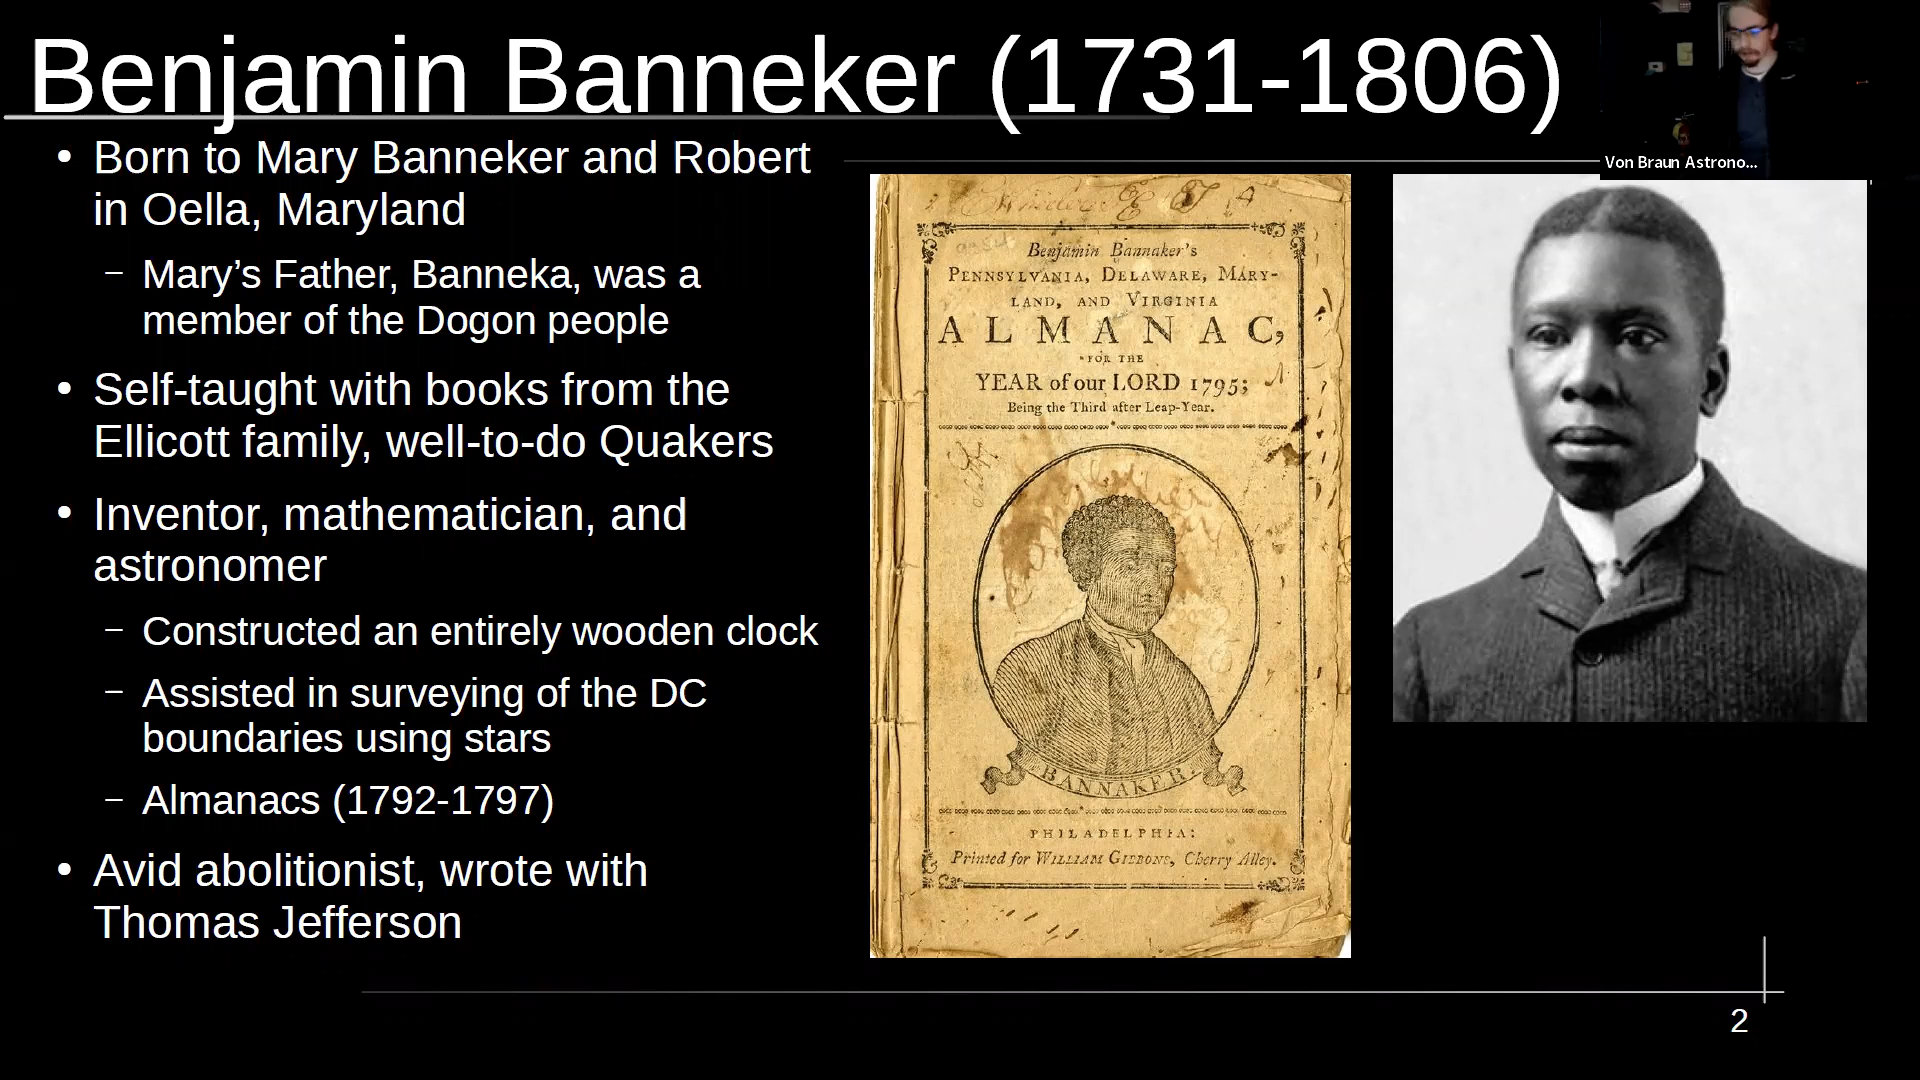 Benjamin Banneker (1731-1806)
Von Braun Astrono...
• Born to Mary Banneker and Robert
in Oella, Maryland
– Mary’s Father, Banneka, was a
member of the Dogon people
• Self-taught with books from the
Ellicott family, well-to-do Quakers
• Inventor, mathematician, and
astronomer
– Constructed an entirely wooden clock
– Assisted in surveying of the DC
boundaries using stars
– Almanacs (1792-1797)
• Avid abolitionist, wrote with
Thomas Jefferson
Benjamin Bannaker's
PENNSYLVANIA, DELAWARE, MARY-
LAND, AND VIRGINIA
ALMANAC,
FOR THE
YEAR of our LORD 1795;
Being the Third after Leap-Year.
BANNAKER.
PHILADELPHIA:
Printed for WILLIAM GIBBONS, Cherry Alley.
2